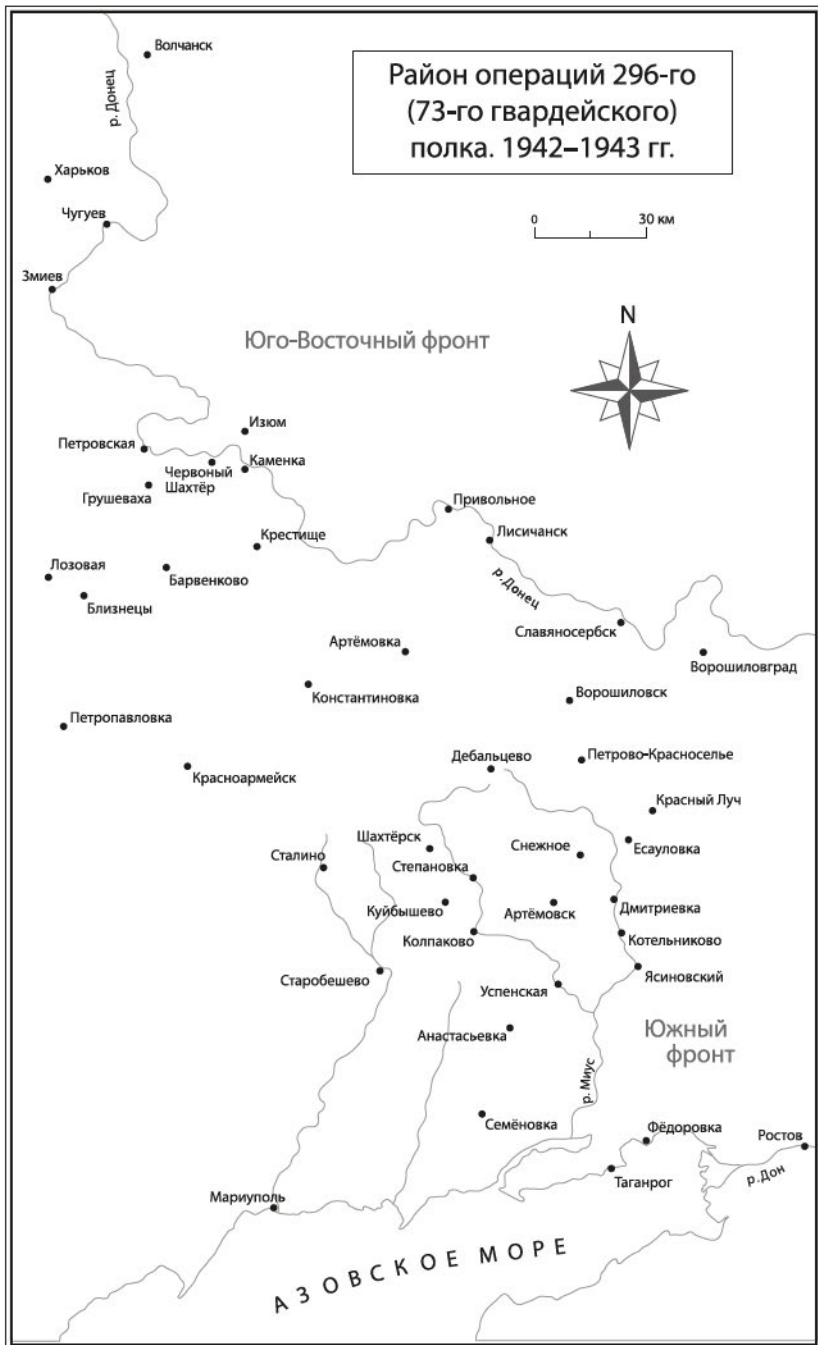 Волчанск
р. Донец
Район операций 296-го
(73-го гвардейского)
полка. 1942–1943 гг.
Харьков
Чугуев
0
30 км
Змиев
N
Юго-Восточный фронт
Изюм
Петровская
Червоный
Шахтёр
Каменка
Грушеваха
Привольное
Крестище
Лисичанск
Лозовая
Барвенково
р.Донец
Близнецы
Славяносербск
Артёмовка
Ворошиловград
Константиновка
Ворошиловск
Петропавловка
Дебальцево
Петрово-Красноселье
Красноармейск
Красный Луч
Шахтёрск
Снежное
Есауловка
Сталино
Степановка
Куйбышево
Артёмовск
Дмитриевка
Колпаково
Котельниково
Старобешево
Успенская
Ясиновский
Анастасьевка
Южный
фронт
р. Миус
Семёновка
Фёдоровка
Ростов
Таганрог
р.Дон
Мариуполь
АЗОВСКОЕ МОРЕ